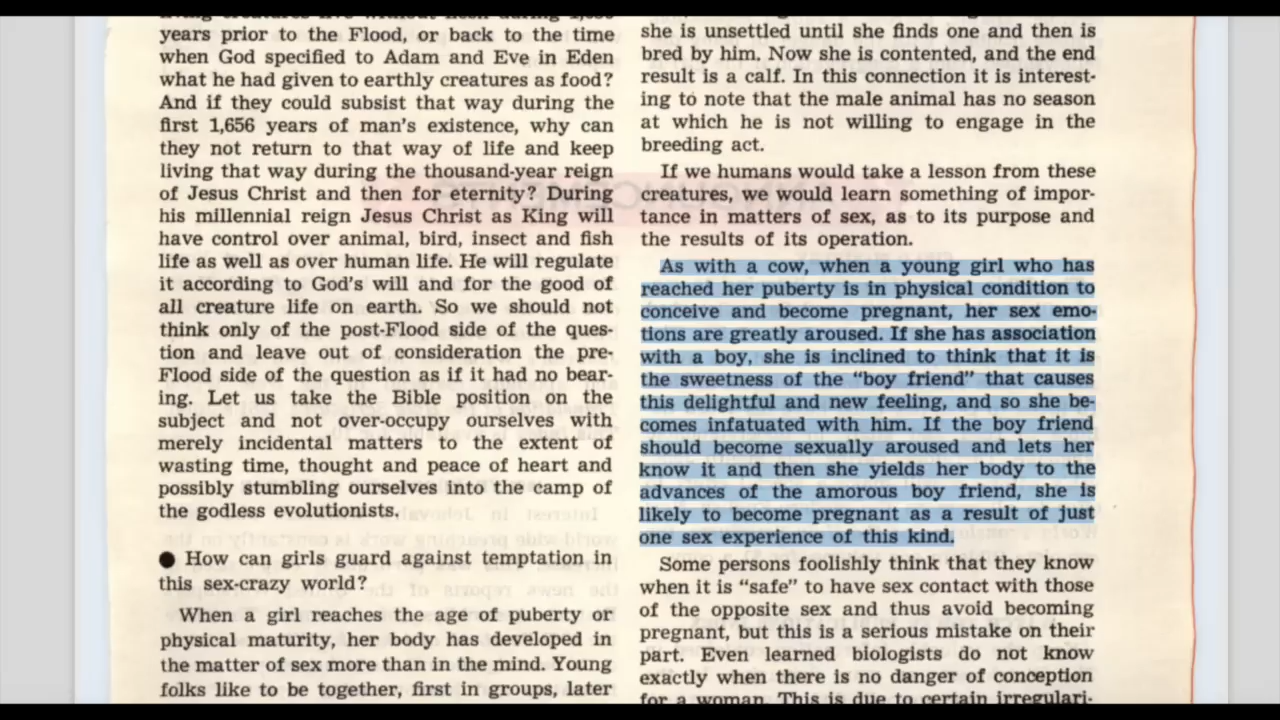 years prior to the Flood, or back to the time
when God specified to Adam and Eve in Eden
what he had given to earthly creatures as food?
And if they could subsist that way during the
first 1,656 years of man's existence, why can
they not return to that way of life and keep
living that way during the thousand-year reign
of Jesus Christ and then for eternity? During
his millennial reign Jesus Christ as King will
have control over animal, bird, insect and fish
life as well as over human life. He will regulate
it according to God's will and for the good of
all creature life on earth. So we should not
think only of the post-Flood side of the ques-
tion and leave out of consideration the pre-
Flood side of the question as if it had no bear-
ing. Let us take the Bible position on the
subject and not over-occupy ourselves with
merely incidental matters to the extent of
wasting time, thought and peace of heart and
possibly stumbling ourselves into the camp of
the godless evolutionists.
● How can girls guard against temptation in
this sex-crazy world?
When a girl reaches the age of puberty or
physical maturity, her body has developed in
the matter of sex more than in the mind. Young
folks like to be together, first in groups, later
she is unsettled until she finds one and then is
bred by him. Now she is contented, and the end
result is a calf. In this connection it is interest-
ing to note that the male animal has no season
at which he is not willing to engage in the
breeding act.
If we humans would take a lesson from these
creatures, we would learn something of impor-
tance in matters of sex, as to its purpose and
the results of its operation.
As with a cow, when a young girl who has
reached her puberty is in physical condition to
conceive and become pregnant, her sex emo-
tions are greatly aroused. If she has association
with a boy, she is inclined to think that it is
the sweetness of the "boy friend" that causes
this delightful and new feeling, and so she be-
comes infatuated with him. If the boy friend
should become sexually aroused and lets her
know it and then she yields her body to the
advances of the amorous boy friend, she is
likely to become pregnant as a result of just
one sex experience of this kind.
Some persons foolishly think that they know
when it is "safe" to have sex contact with those
of the opposite sex and thus avoid becoming
pregnant, but this is a serious mistake on their
part. Even learned biologists do not know
exactly when there is no danger of conception
for a woman. This is due to certain irregulari-